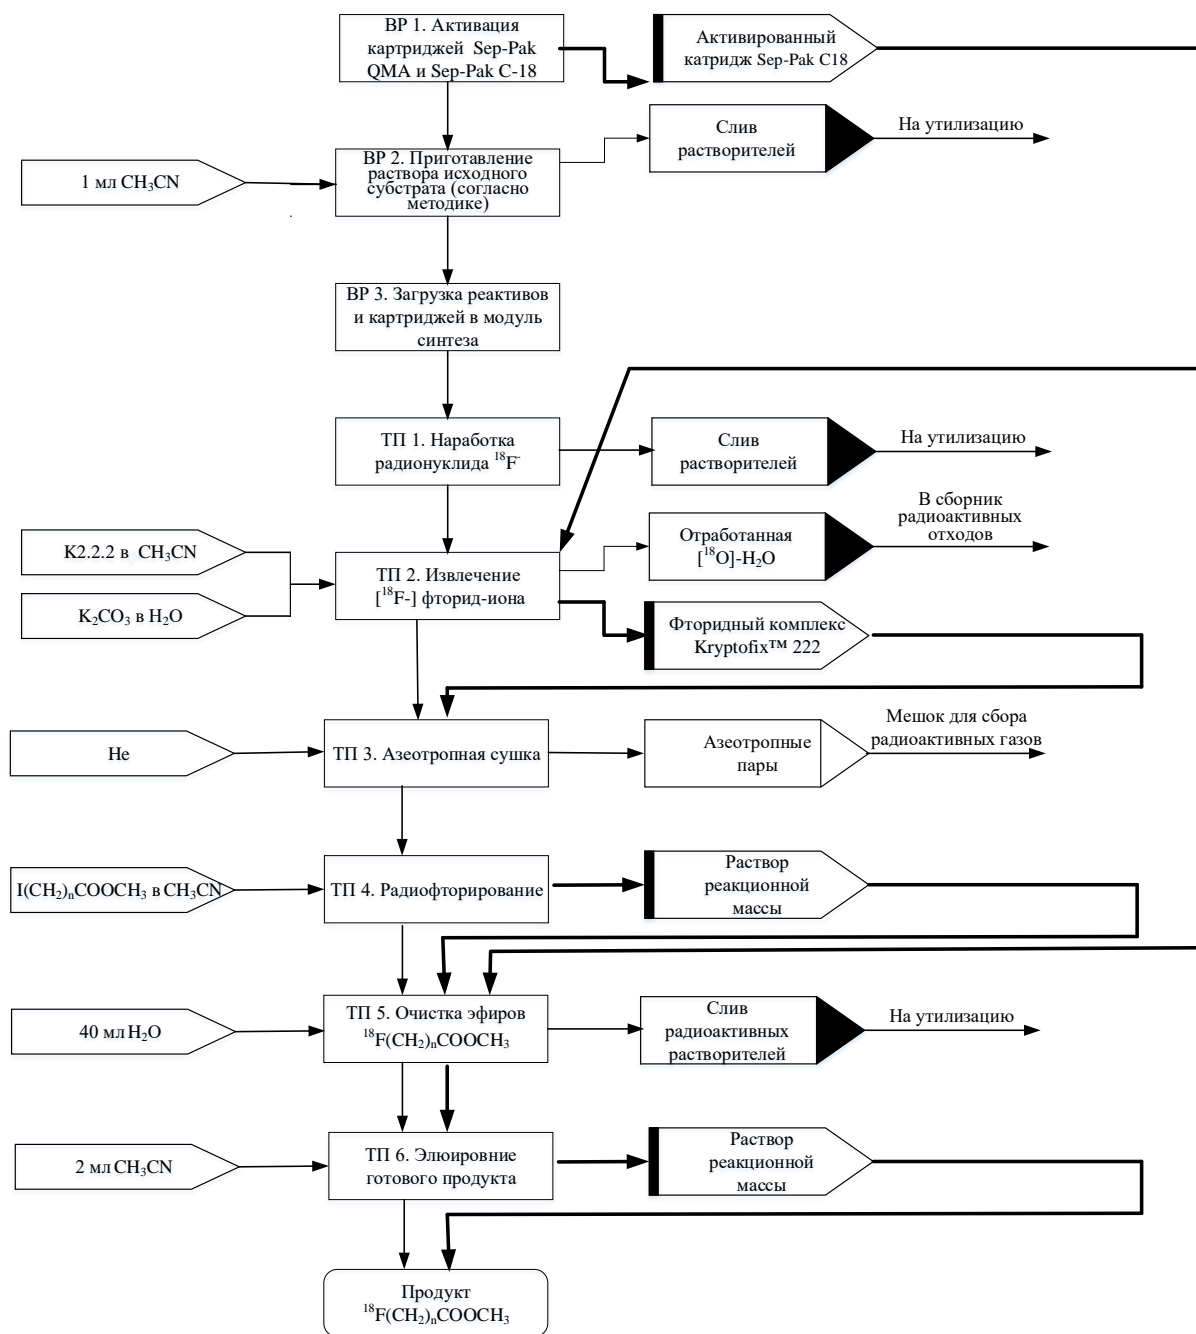 ВР 1. Активация
картриджей Sep-Pak
QMA и Sep-Pak C-18
Активированный
катридж Sep-Pak C18
Слив
растворителей
На утилизацию
1 мл CH₃CN
ВР 2. Приготавление
раствора исходного
субстрата (согласно
методике)
ВР 3. Загрузка реактивов
и картриджей в модуль
синтеза
ТП 1. Наработка
радионуклида ¹⁸F⁻
Слив
растворителей
На утилизацию
K2.2.2 в CH₃CN
K₂CO₃ в H₂O
ТП 2. Извлечение
[¹⁸F-] фторид-иона
Отработанная
[¹⁸O]-H₂O
В сборник
радиоактивных
отходов
Фторидный комплекс
Kryptofix™ 222
Не
ТП 3. Азеотропная сушка
Азеотропные
пары
Мешок для сбора
радиоактивных газов
I(CH₂)ₙCOOCH₃ в CH₃CN
ТП 4. Радиофторирование
Раствор
реакционной
массы
40 мл H₂O
ТП 5. Очистка эфиров
¹⁸F(CH₂)ₙCOOCH₃
Слив
радиоактивных
растворителей
На утилизацию
2 мл CH₃CN
ТП 6. Элюировние
готового продукта
Раствор
реакционной
массы
Продукт
¹⁸F(CH₂)ₙCOOCH₃